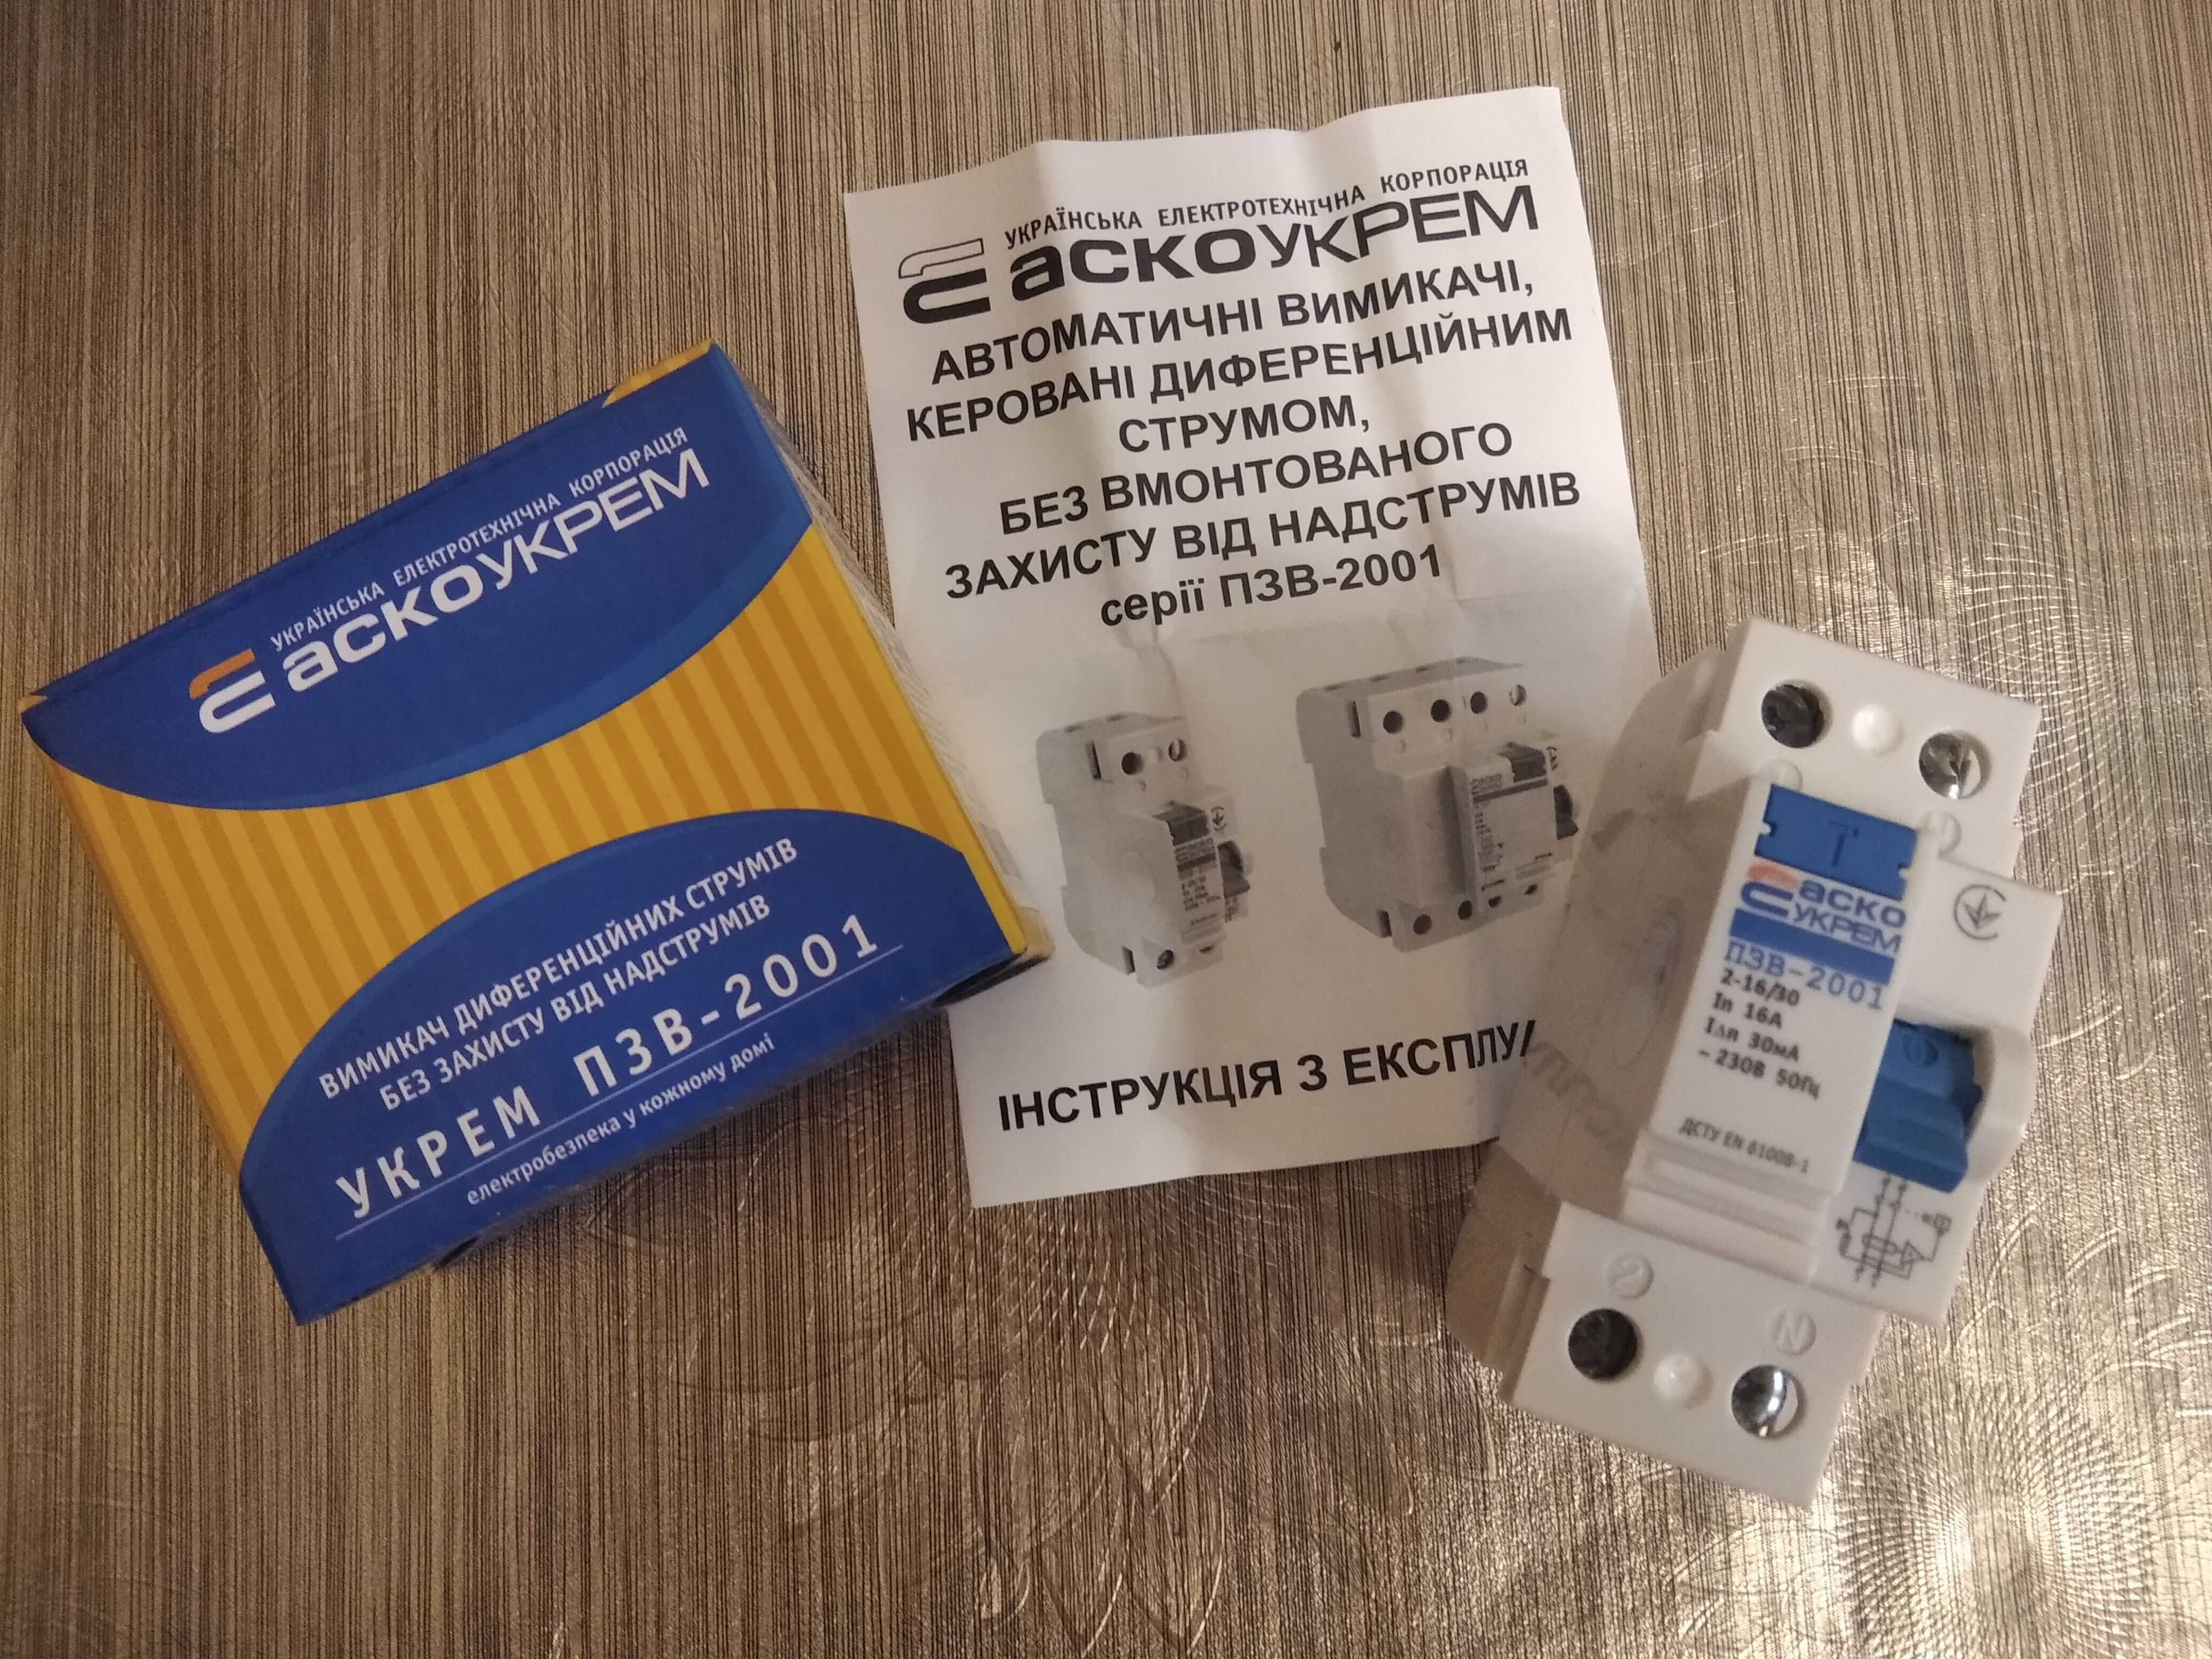 УКРАЇНСЬКА ЕЛЕКТРОТЕХНІЧНА КОРПОРАЦІЯ
аскоУКРЕМ
ВИМИКАЧ ДИФЕРЕНЦІЙНИХ СТРУМІВ
БЕЗ ЗАХИСТУ ВІД НАДСТРУМІВ
УКРЕМ ПЗВ-2001
електробезпека у кожному домі
УКРАЇНСЬКА ЕЛЕКТРОТЕХНІЧНА КОРПОРАЦІЯ
аскоУКРЕМ
АВТОМАТИЧНІ ВИМИКАЧІ,
КЕРОВАНІ ДИФЕРЕНЦІЙНИМ
СТРУМОМ,
БЕЗ ВМОНТОВАНОГО
ЗАХИСТУ ВІД НАДСТРУМІВ
серії ПЗВ-2001
ІНСТРУКЦІЯ З ЕКСПЛУ
T
аско
УКРЕМ
ПЗВ-2001
2-16/30
In 16А
IΔn 30мА
~ 230В 50Гц
ДСТУ EN 61008-1
2
N